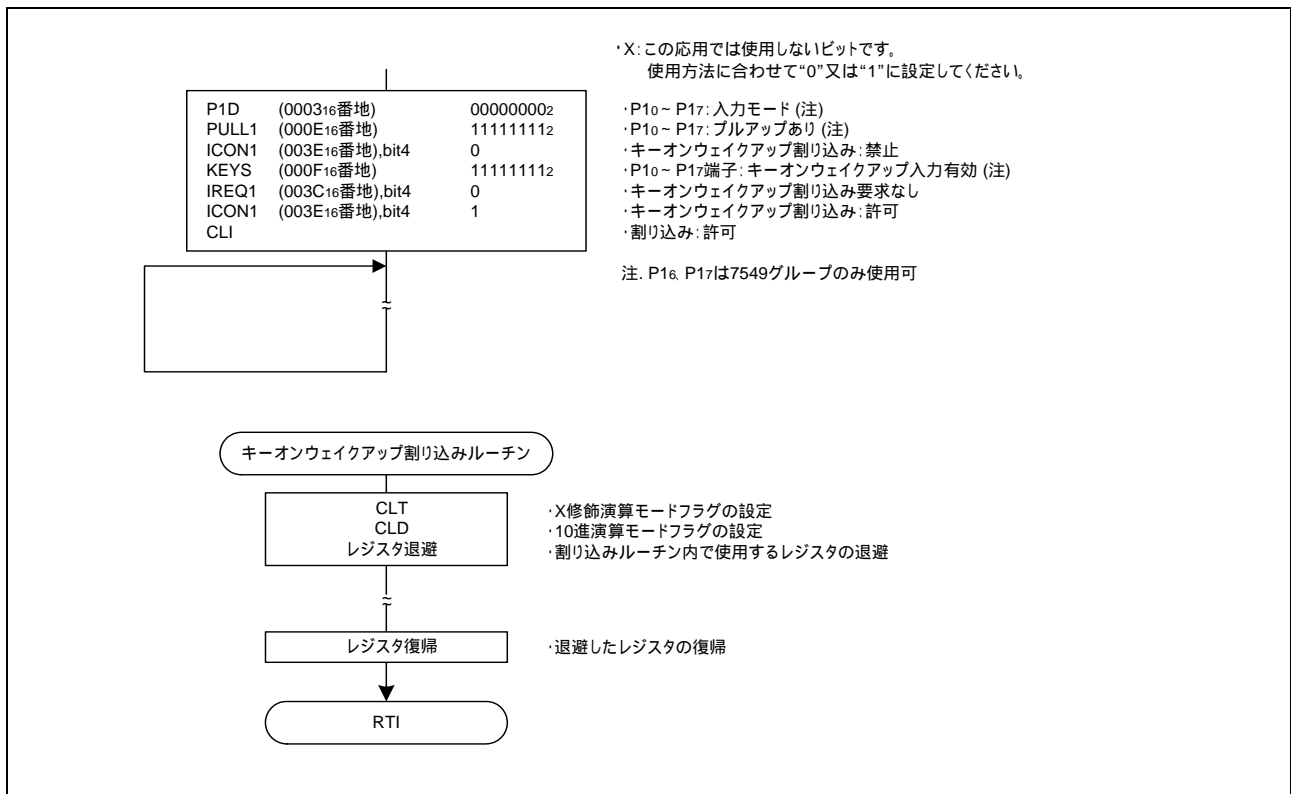 ・X:この応用では使用しないビットです。
使用方法に合わせて“0”又は“1”に設定してください。
P1D (000316番地) 000000002 ・P10~P17:入力モード (注)
PULL1 (000E16番地) 111111112 ・P10~P17:プルアップあり (注)
ICON1 (003E16番地),bit4 0 ・キーオンウェイクアップ割り込み:禁止
KEYS (000F16番地) 111111112 ・P10~P17端子:キーオンウェイクアップ入力有効 (注)
IREQ1 (003C16番地),bit4 0 ・キーオンウェイクアップ割り込み要求なし
ICON1 (003E16番地),bit4 1 ・キーオンウェイクアップ割り込み:許可
CLI ・割り込み:許可
注. P16、P17は7549グループのみ使用可
キーオンウェイクアップ割り込みルーチン
CLT ・X修飾演算モードフラグの設定
CLD ・10進演算モードフラグの設定
レジスタ退避 ・割り込みルーチン内で使用するレジスタの退避
レジスタ復帰 ・退避したレジスタの復帰
RTI